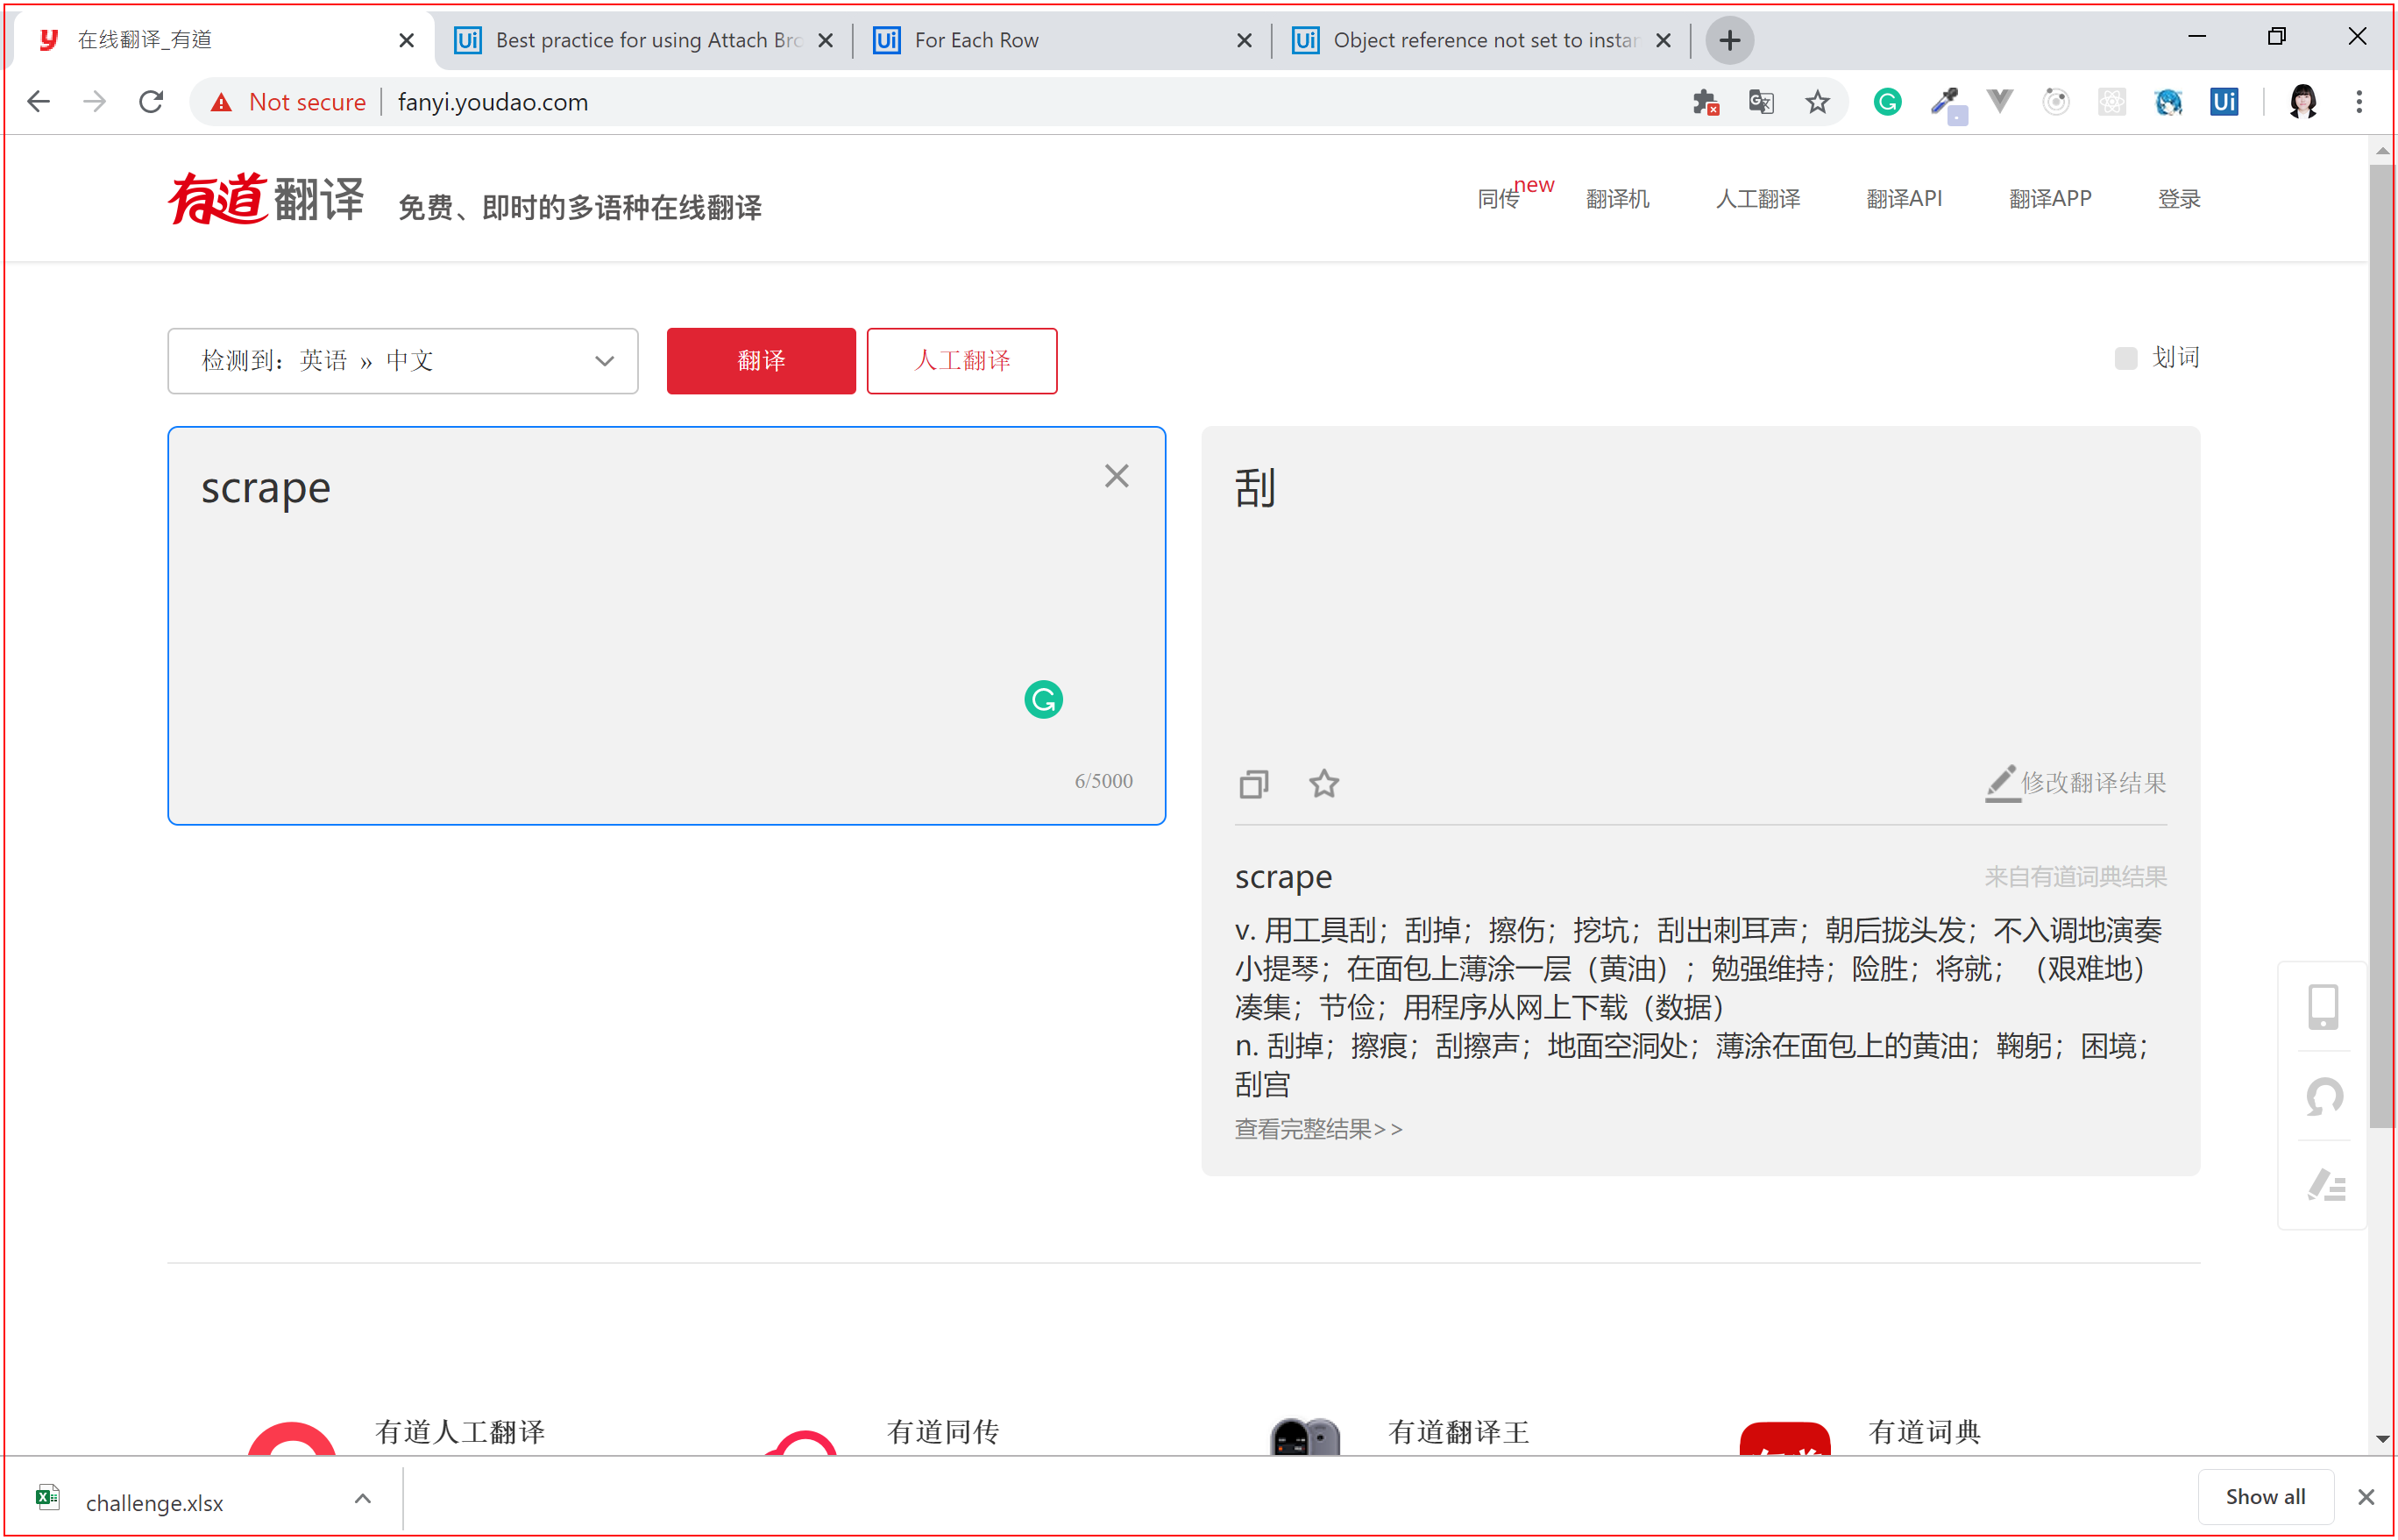 在线翻译_有道
Best practice for using Attach Bro
For Each Row
Object reference not set to instan
Not secure
fanyi.youdao.com
有道翻译
免费、即时的多语种在线翻译
同传
new
翻译机
人工翻译
翻译API
翻译APP
登录
检测到：英语 » 中文
翻译
人工翻译
划词
scrape
6/5000
刮
修改翻译结果
scrape
来自有道词典结果
v. 用工具刮；刮掉；擦伤；挖坑；刮出刺耳声；朝后拢头发；不入调地演奏
小提琴；在面包上薄涂一层（黄油）；勉强维持；险胜；将就；（艰难地）
凑集；节俭；用程序从网上下载（数据）
n. 刮掉；擦痕；刮擦声；地面空洞处；薄涂在面包上的黄油；鞠躬；困境；
刮宫
查看完整结果>>
有道人工翻译
有道同传
有道翻译王
有道词典
challenge.xlsx
Show all